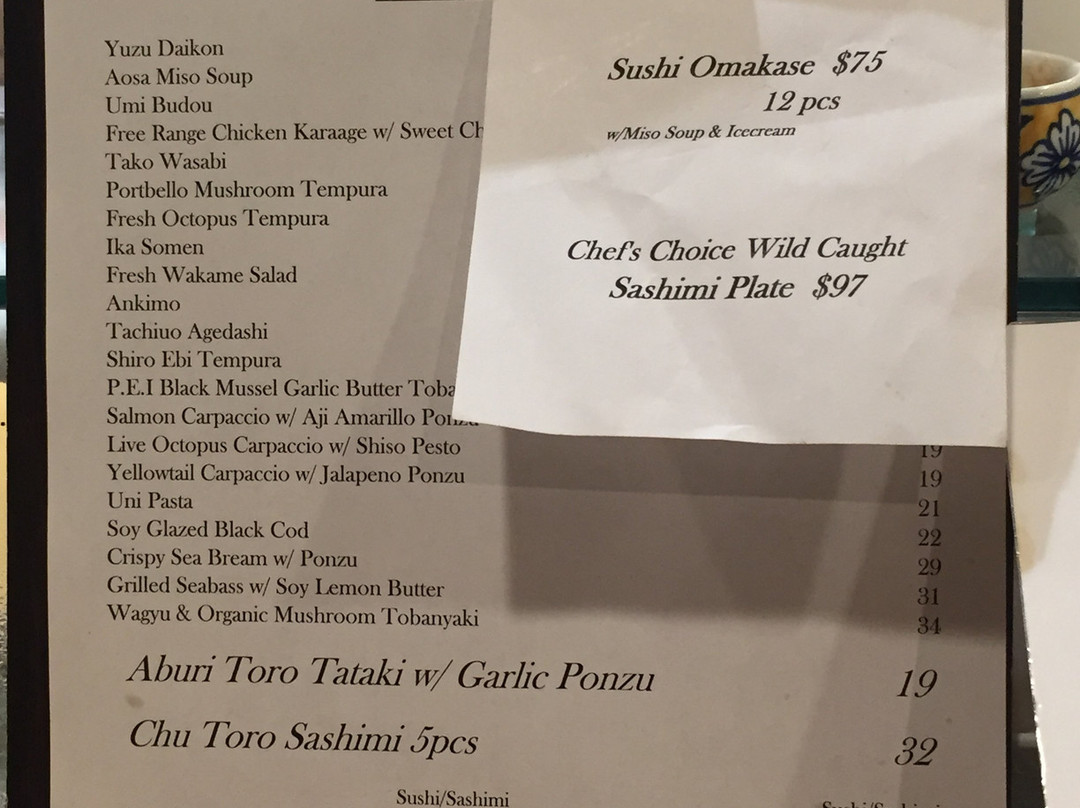 Yuzu Daikon
Aosa Miso Soup
Umi Budou
Free Range Chicken Karaage w/ Sweet
Tako Wasabi
Portbello Mushroom Tempura
Fresh Octopus Tempura
Ika Somen
Fresh Wakame Salad
Ankimo
Tachiuo Agedashi
Shiro Ebi Tempura
P.E.I Black Mussel Garlic Butter
Salmon Carpaccio w/ Aji Amarillo Ponzu
Live Octopus Carpaccio w/ Shiso Pesto 19
Yellowtail Carpaccio w/ Jalapeno Ponzu 19
Uni Pasta 21
Soy Glazed Black Cod 22
Crispy Sea Bream w/ Ponzu 29
Grilled Seabass w/ Soy Lemon Butter 31
Wagyu & Organic Mushroom Tobanyaki 34
Aburi Toro Tataki w/ Garlic Ponzu 19
Chu Toro Sashimi 5pcs 32
Sushi/Sashimi
Sushi Omakase $75
12 pcs
w/Miso Soup & Icecream
Chef's Choice Wild Caught
Sashimi Plate $97